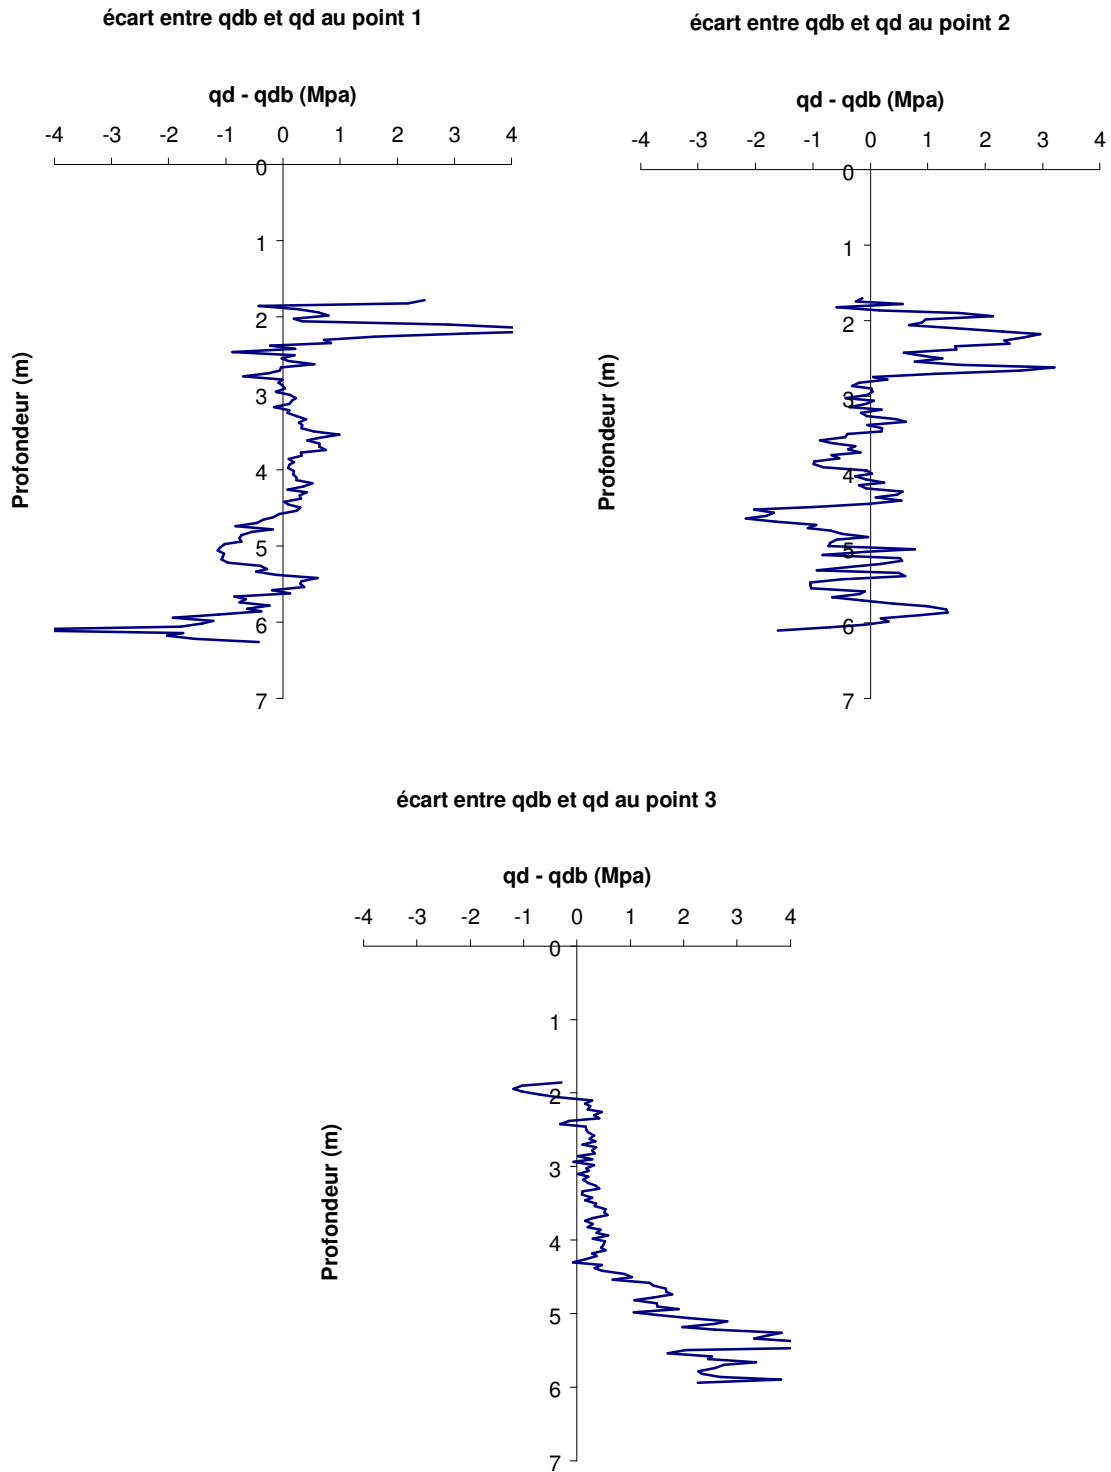 écart entre qdb et qd au point 1
qd - qdb (Mpa)
-4 -3 -2 -1 0 1 2 3 4
0
1
2
3
4
5
6
7
Profondeur (m)
écart entre qdb et qd au point 2
qd - qdb (Mpa)
-4 -3 -2 -1 0 1 2 3 4
0
1
2
3
4
5
6
7
Profondeur (m)
écart entre qdb et qd au point 3
qd - qdb (Mpa)
-4 -3 -2 -1 0 1 2 3 4
0
1
2
3
4
5
6
7
Profondeur (m)